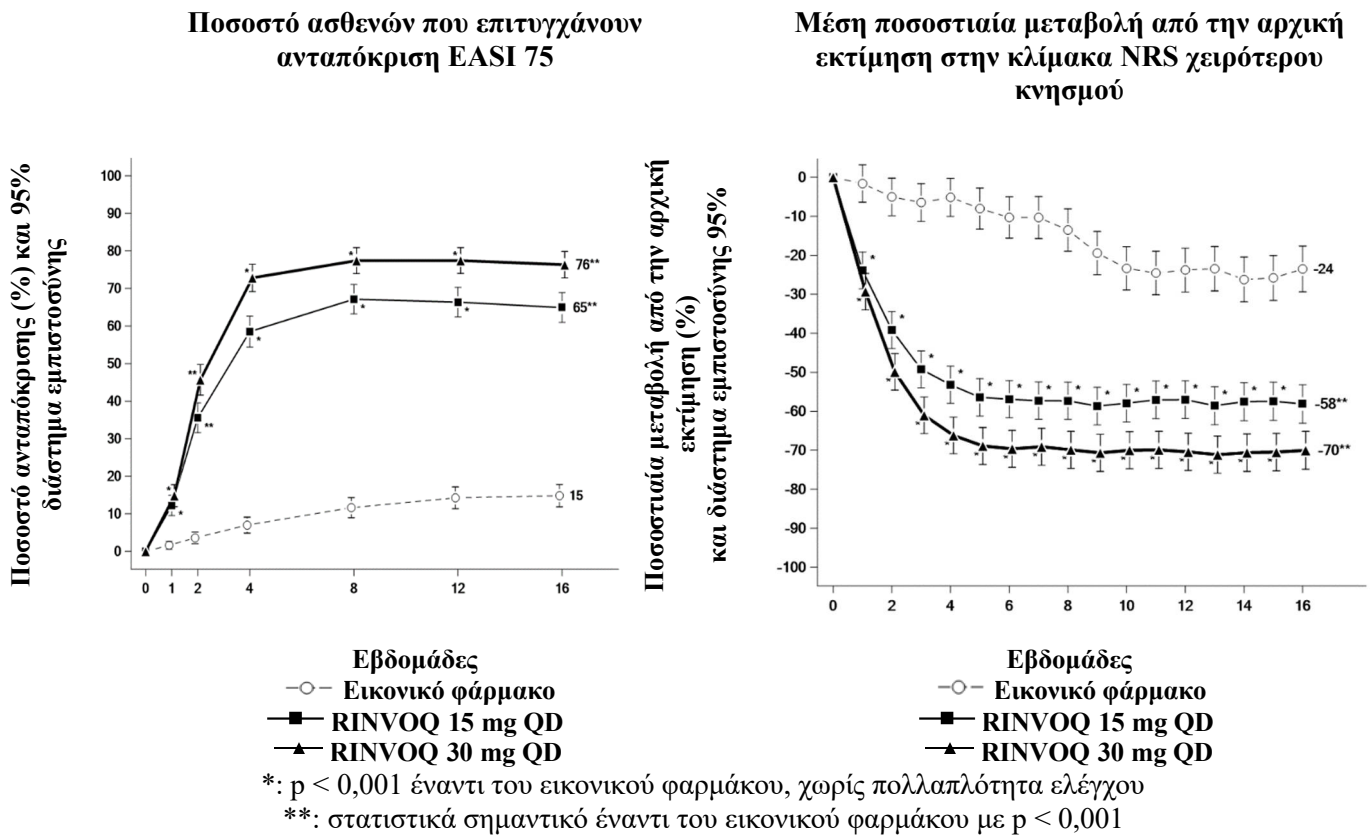 Ποσοστό ασθενών που επιτυγχάνουν
ανταπόκριση EASI 75
Ποσοστό ανταπόκρισης (%) και 95%
διάστημα εμπιστοσύνης
100
90
80
70
60
50
40
30
20
10
0
76**
65**
15
0 1 2 4 8 12 16
Εβδομάδες
Εικονικό φάρμακο
RINVOQ 15 mg QD
RINVOQ 30 mg QD
Μέση ποσοστιαία μεταβολή από την αρχική
εκτίμηση στην κλίμακα NRS χειρότερου
κνησμού
Ποσοστιαία μεταβολή από την αρχική
εκτίμηση (%)
και διάστημα εμπιστοσύνης 95%
0
-10
-20
-30
-40
-50
-60
-70
-80
-90
-100
-24
-58**
-70**
0 2 4 6 8 10 12 14 16
Εβδομάδες
Εικονικό φάρμακο
RINVOQ 15 mg QD
RINVOQ 30 mg QD
*: p < 0,001 έναντι του εικονικού φαρμάκου, χωρίς πολλαπλότητα ελέγχου
**: στατιστικά σημαντικό έναντι του εικονικού φαρμάκου με p < 0,001